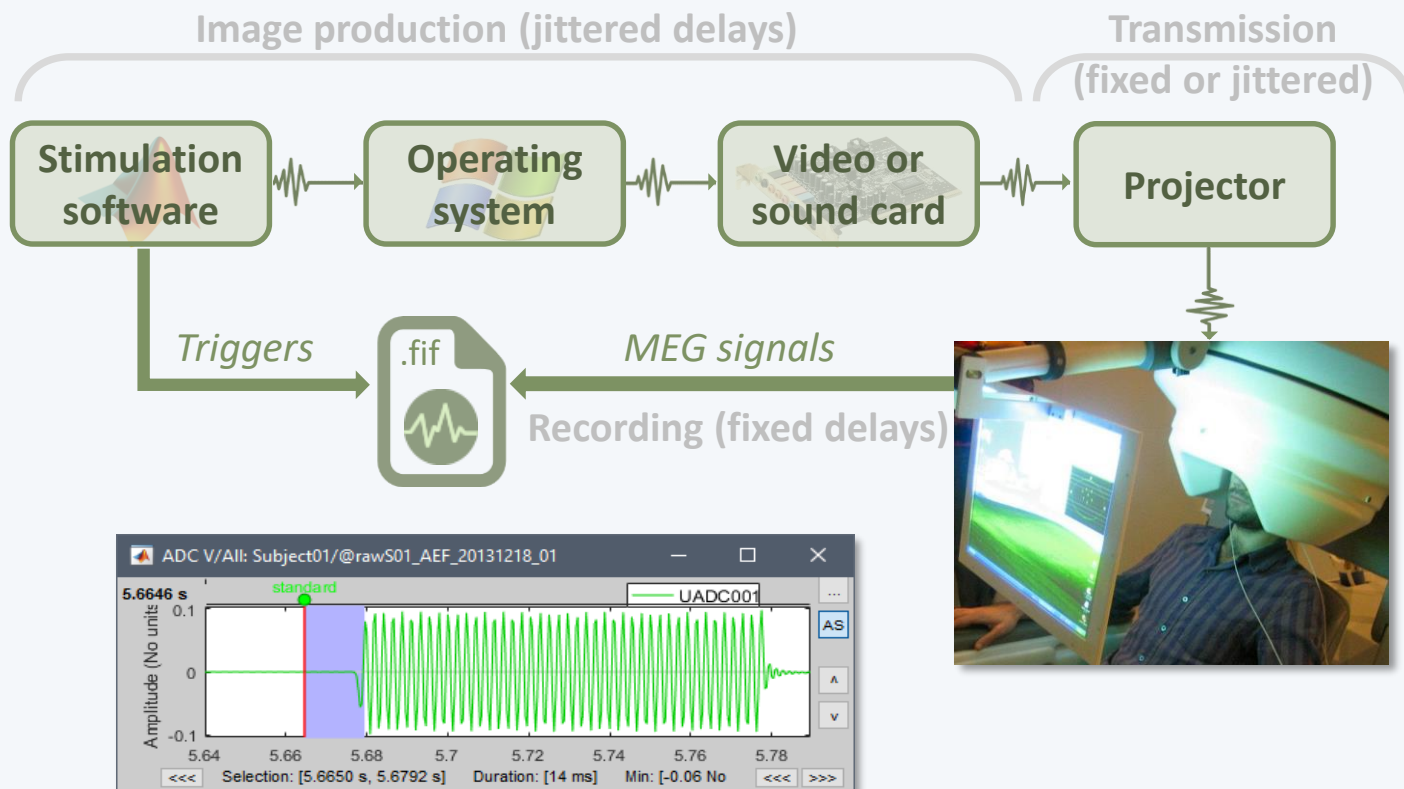 Image production (jittered delays)
Transmission
(fixed or jittered)
Stimulation
software
Operating
system
Video or
sound card
Projector
Triggers
.fif
MEG signals
Recording (fixed delays)
ADC V/All: Subject01/@rawS01_AEF_20131218_01
5.6646 s
standard
UADC001
...
AS
Amplitude (No units
0.1
0
-0.1
5.64 5.66 5.68 5.7 5.72 5.74 5.76 5.78
<<< Selection: [5.6650 s, 5.6792 s] Duration: [14 ms] Min: [-0.06 No <<< >>>